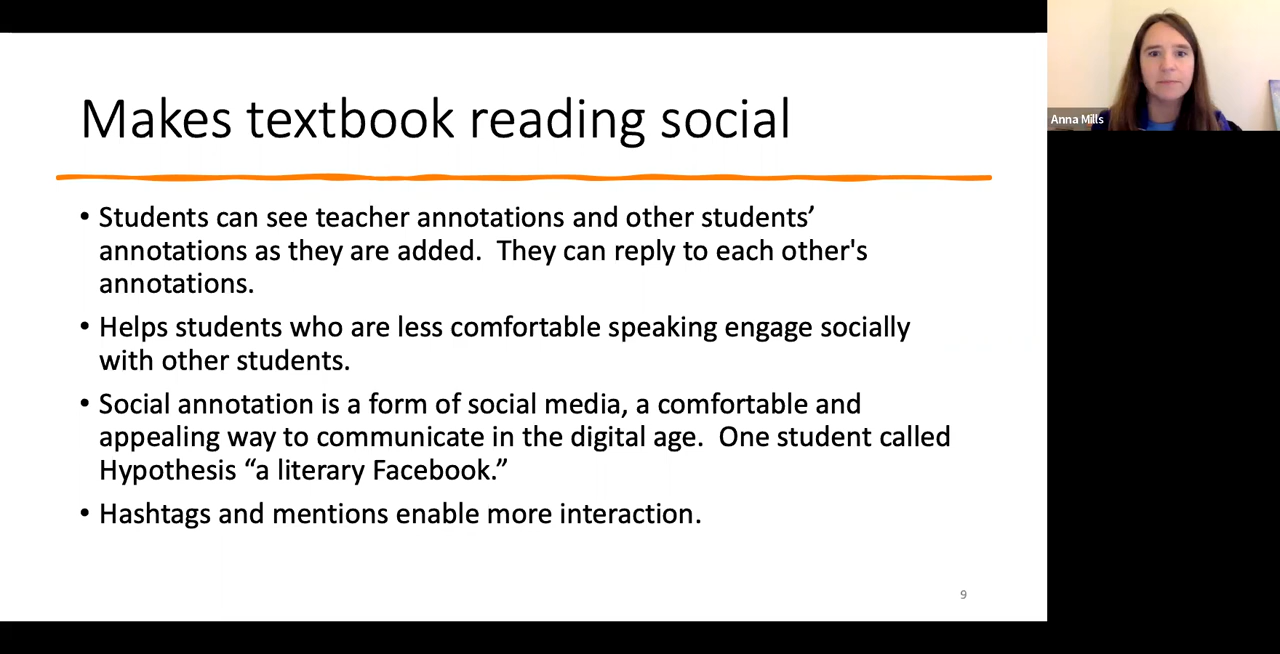 Makes textbook reading social
• Students can see teacher annotations and other students’
annotations as they are added.  They can reply to each other's
annotations.
• Helps students who are less comfortable speaking engage socially
with other students.
• Social annotation is a form of social media, a comfortable and
appealing way to communicate in the digital age.  One student called
Hypothesis “a literary Facebook.”
• Hashtags and mentions enable more interaction.
9
Anna Mills